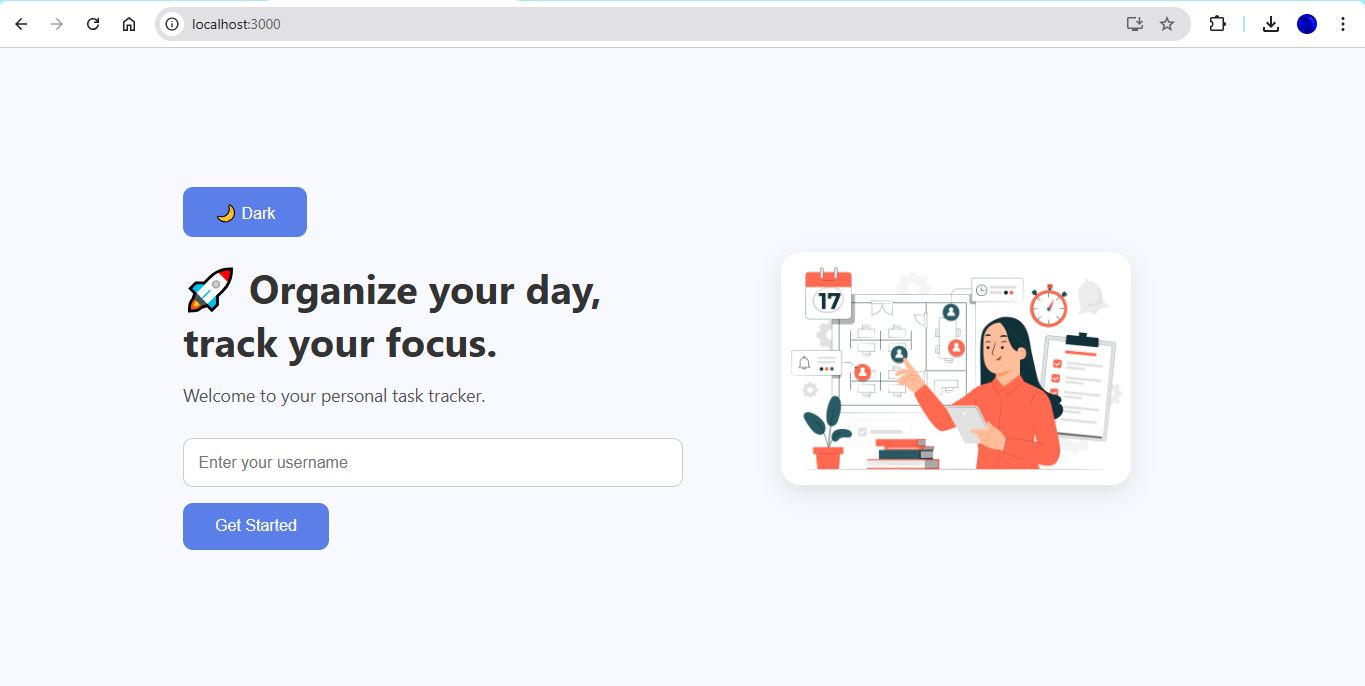 localhost:3000
🌙 Dark
🚀 Organize your day,
track your focus.
Welcome to your personal task tracker.
Enter your username
Get Started
17